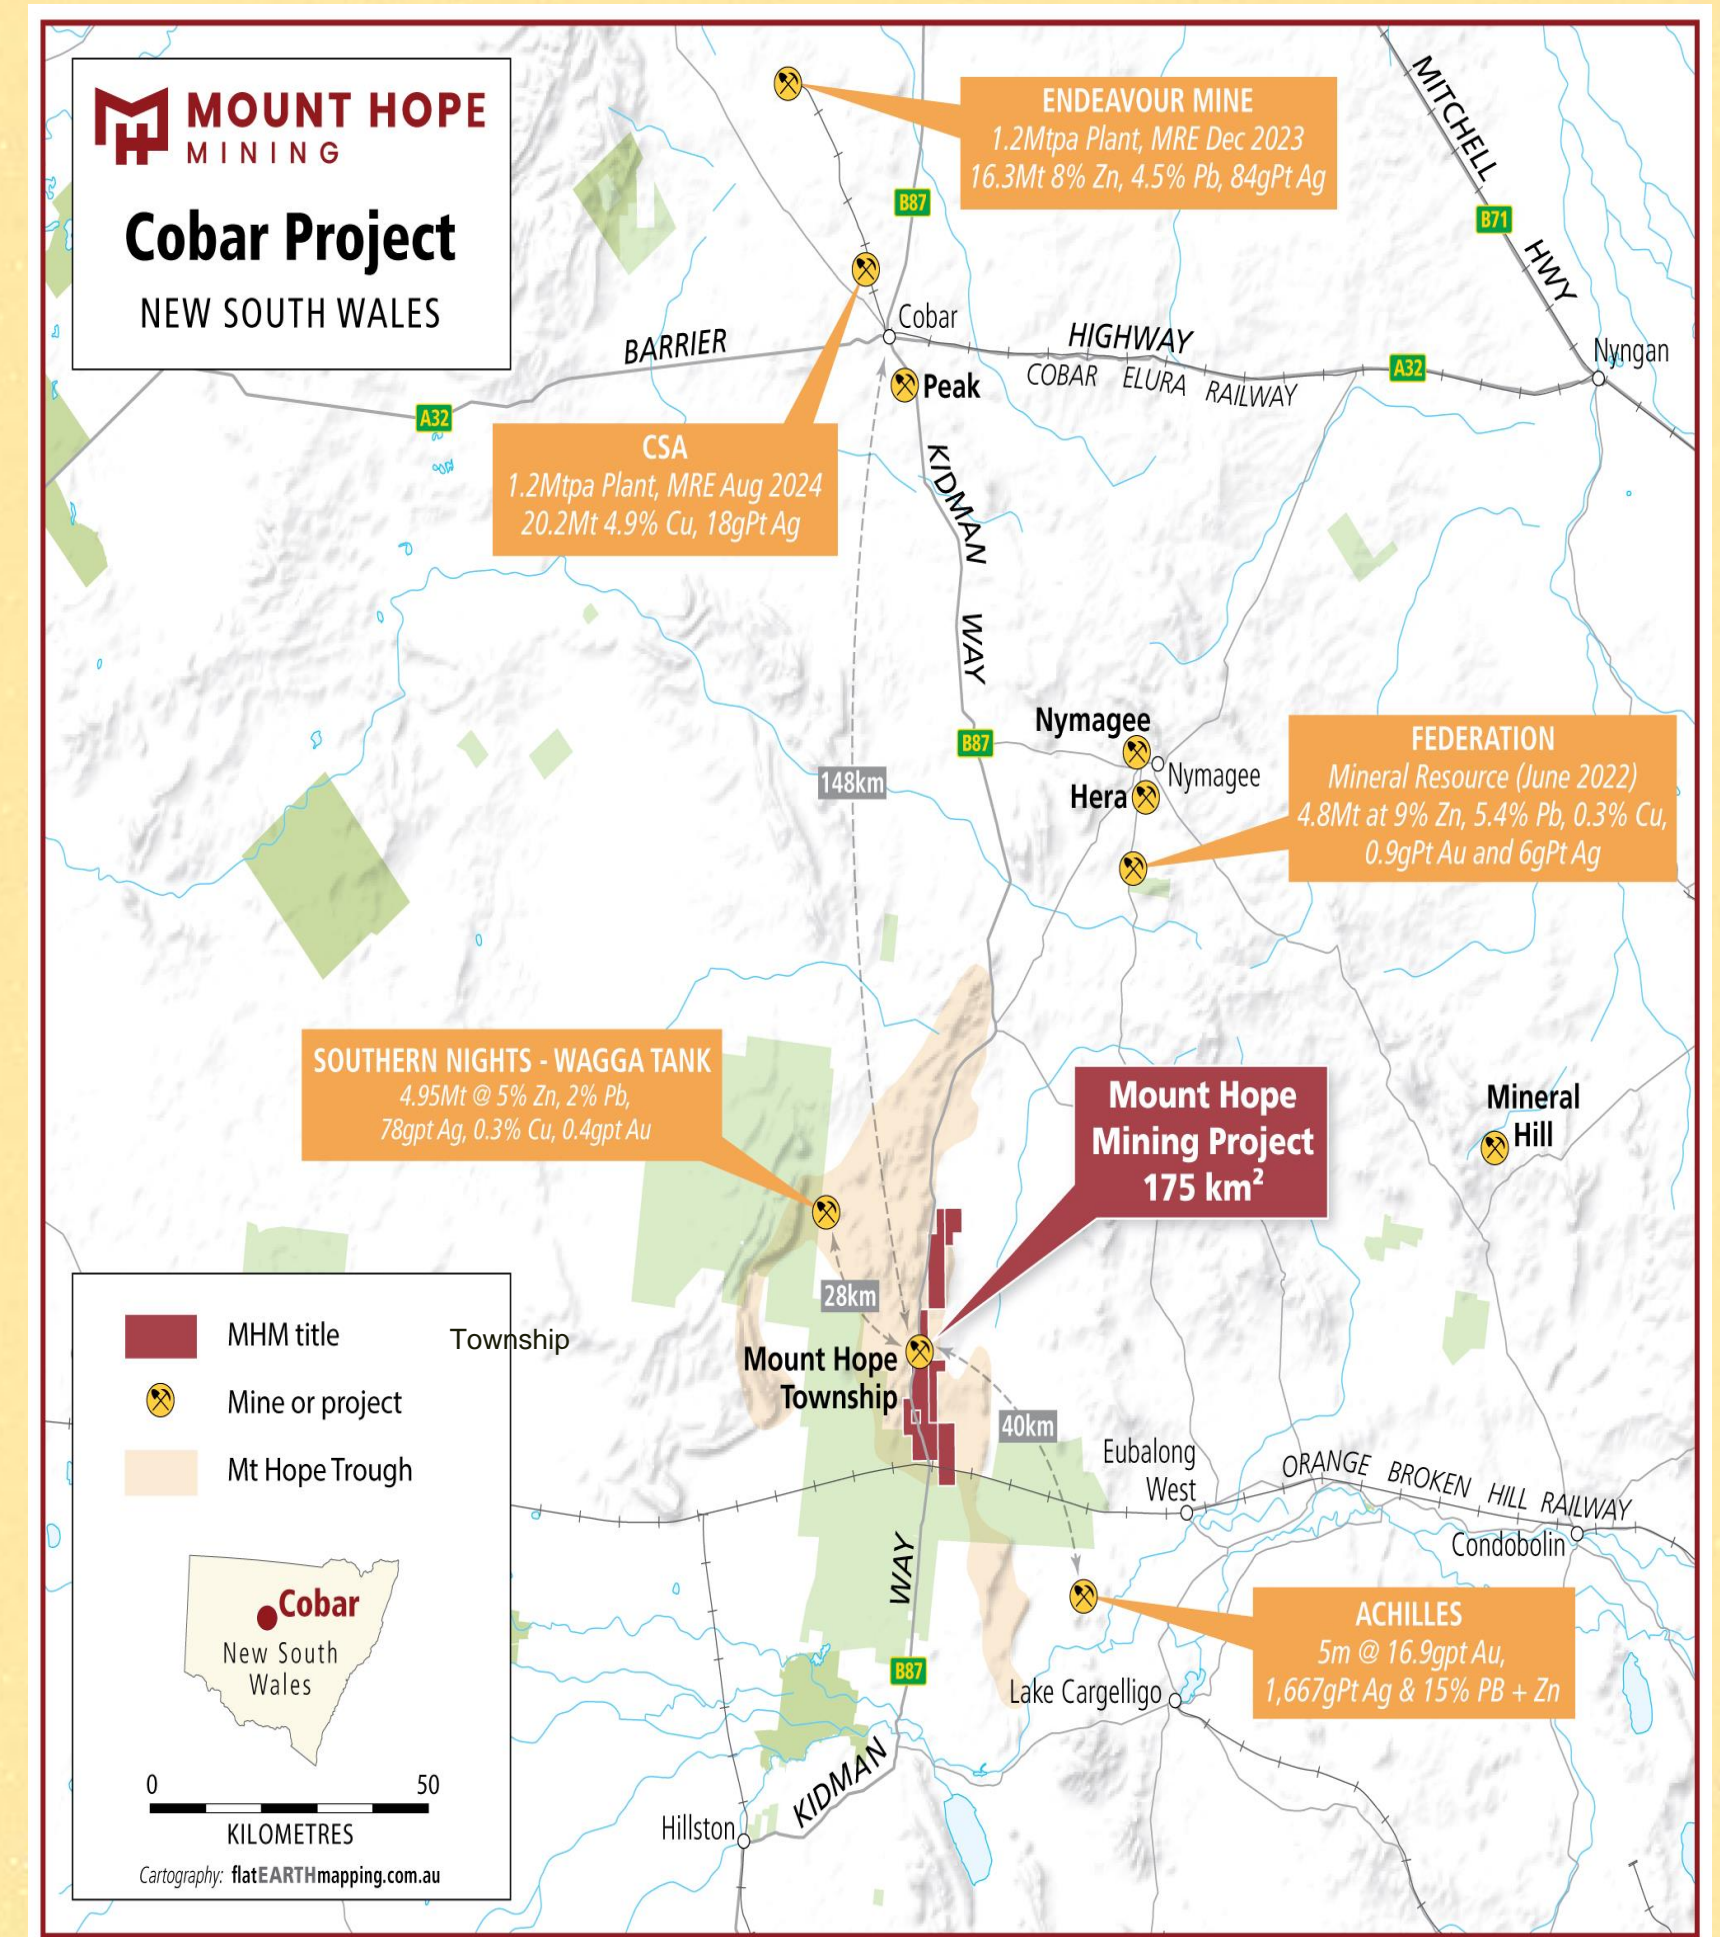 MOUNT HOPE
MINING
Cobar Project
NEW SOUTH WALES
ENDEAVOUR MINE
1.2Mtpa Plant, MRE Dec 2023
16.3Mt 8% Zn, 4.5% Pb, 84gPt Ag
MITCHELL HWY
B71
B87
Cobar
BARRIER HIGHWAY
COBAR ELURA RAILWAY
A32
A32
Nyngan
Peak
CSA
1.2Mtpa Plant, MRE Aug 2024
20.2Mt 4.9% Cu, 18gPt Ag
KIDMAN WAY
Nymagee
B87
Nymagee
Hera
148km
FEDERATION
Mineral Resource (June 2022)
4.8Mt at 9% Zn, 5.4% Pb, 0.3% Cu,
0.9gPt Au and 6gPt Ag
SOUTHERN NIGHTS - WAGGA TANK
4.95Mt @ 5% Zn, 2% Pb,
78gpt Ag, 0.3% Cu, 0.4gpt Au
Mount Hope
Mining Project
175 km²
Mineral
Hill
28km
Mount Hope
Township
40km
Eubalong
West
ORANGE BROKEN HILL RAILWAY
Condobolin
WAY
ACHILLES
5m @ 16.9gpt Au,
1,667gPt Ag & 15% PB + Zn
B87
Lake Cargelligo
KIDMAN
Hillston
MHM title
Township
Mine or project
Mt Hope Trough
Cobar
New South
Wales
0 50
KILOMETRES
Cartography: flatEARTHmapping.com.au